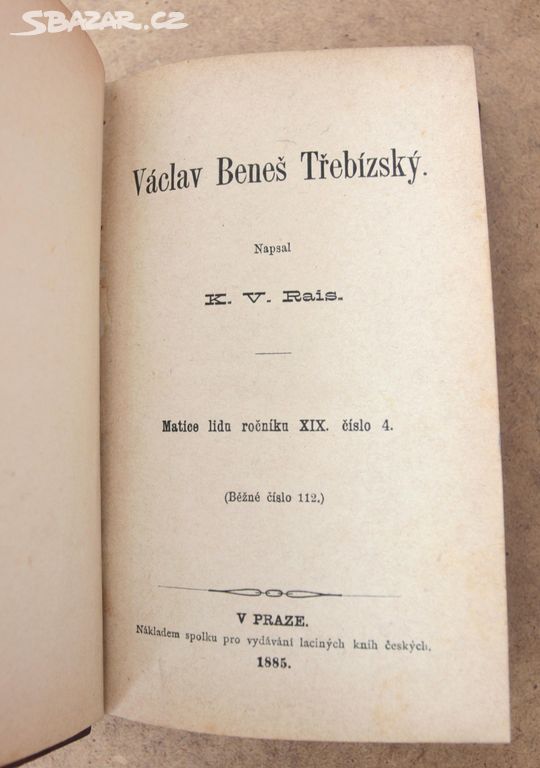 SBAZAR.CZ
Václav Beneš Třebízský.
Napsal
K. V. Rais.
Matice lidu ročníku XIX. číslo 4.
(Běžné číslo 112.)
V PRAZE.
Nákladem spolku pro vydávání laciných knih českých.
1885.